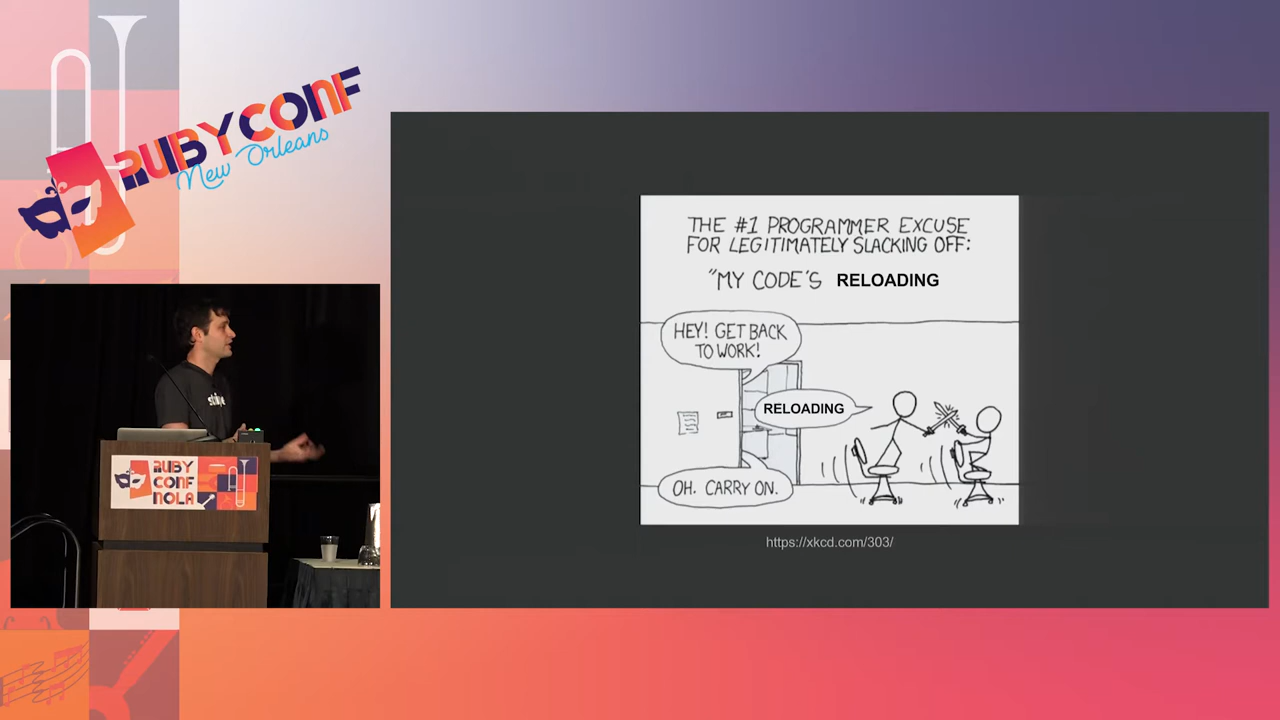 RUBYCONF
New Orleans
THE #1 PROGRAMMER EXCUSE
FOR LEGITIMATELY SLACKING OFF:
"MY CODE'S RELOADING
HEY! GET BACK
TO WORK!
RELOADING
OH. CARRY ON.
https://xkcd.com/303/
stripe
RUBY
CONF
NOLA